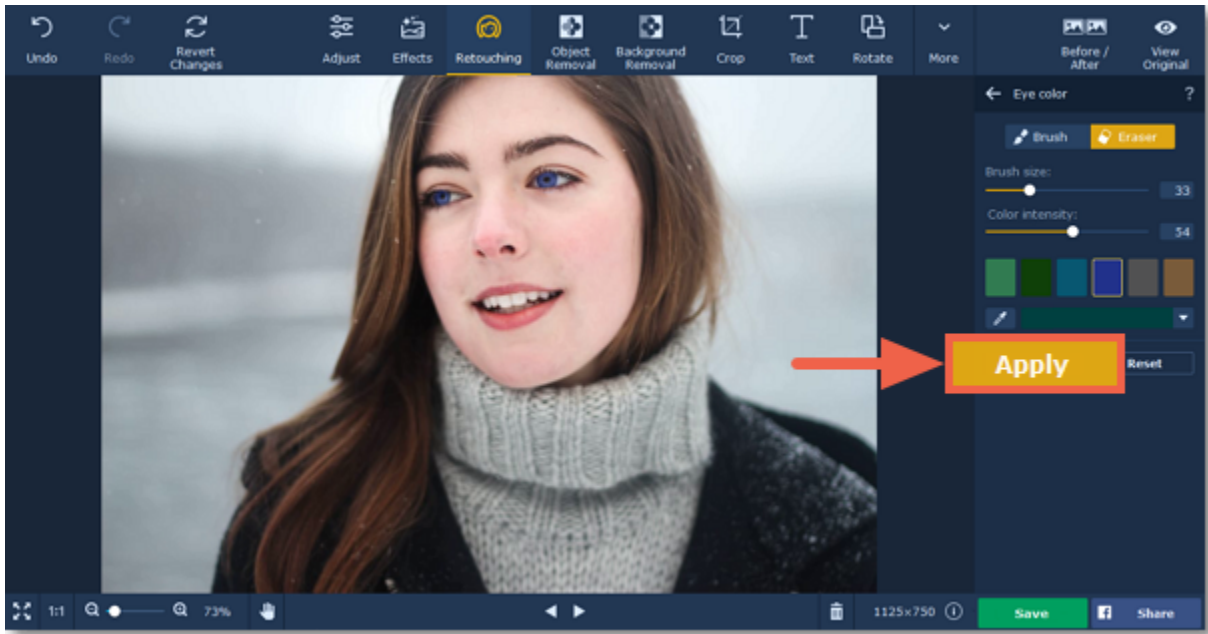 Undo
Redo
Revert
Changes
Adjust
Effects
Retouching
Object
Removal
Background
Removal
Crop
Text
Rotate
More
Before /
After
View
Original
Eye color
?
Brush
Eraser
Brush size:
33
Color intensity:
54
Apply
Reset
1:1
73%
1125×750
Save
Share